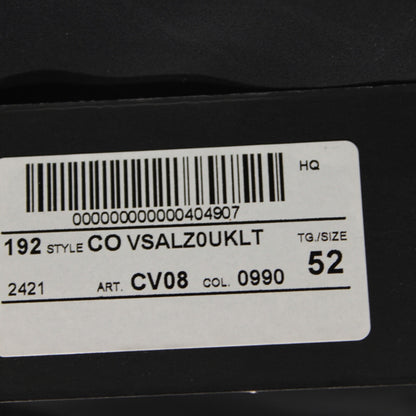 HQ
000000000000404907
192 STYLE CO VSALZ0UKLT TG./SIZE
52
2421 ART. CV08 COL. 0990